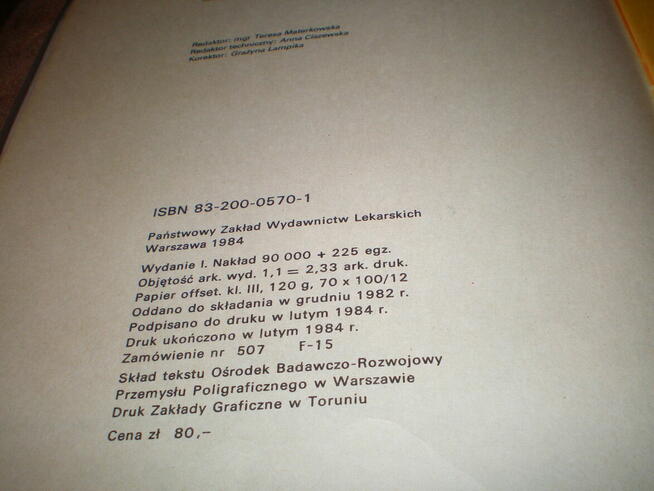 Redaktor: mgr Teresa Materkowska
Redaktor techniczny: Anna Ciszewska
Korektor: Grażyna Lampika
ISBN 83-200-0570-1
Państwowy Zakład Wydawnictw Lekarskich
Warszawa 1984
Wydanie I. Nakład 90 000 + 225 egz.
Objętość ark. wyd. 1,1 = 2,33 ark. druk.
Papier offset. kl. III, 120 g, 70 x 100/12
Oddano do składania w grudniu 1982 r.
Podpisano do druku w lutym 1984 r.
Druk ukończono w lutym 1984 r.
Zamówienie nr 507 F-15
Skład tekstu Ośrodek Badawczo-Rozwojowy
Przemysłu Poligraficznego w Warszawie
Druk Zakłady Graficzne w Toruniu
Cena zł 80,–